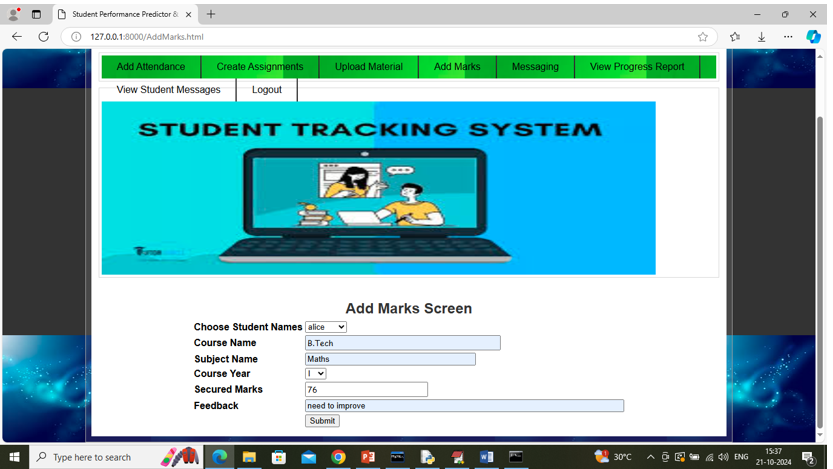 Student Performance Predictor &
127.0.0.1:8000/AddMarks.html
Add Attendance Create Assignments Upload Material Add Marks Messaging View Progress Report
View Student Messages Logout
STUDENT TRACKING SYSTEM
Add Marks Screen
Choose Student Names alice
Course Name B.Tech
Subject Name Maths
Course Year I
Secured Marks 76
Feedback need to improve
Submit
Type here to search 30°C ENG 15:37
21-10-2024 2